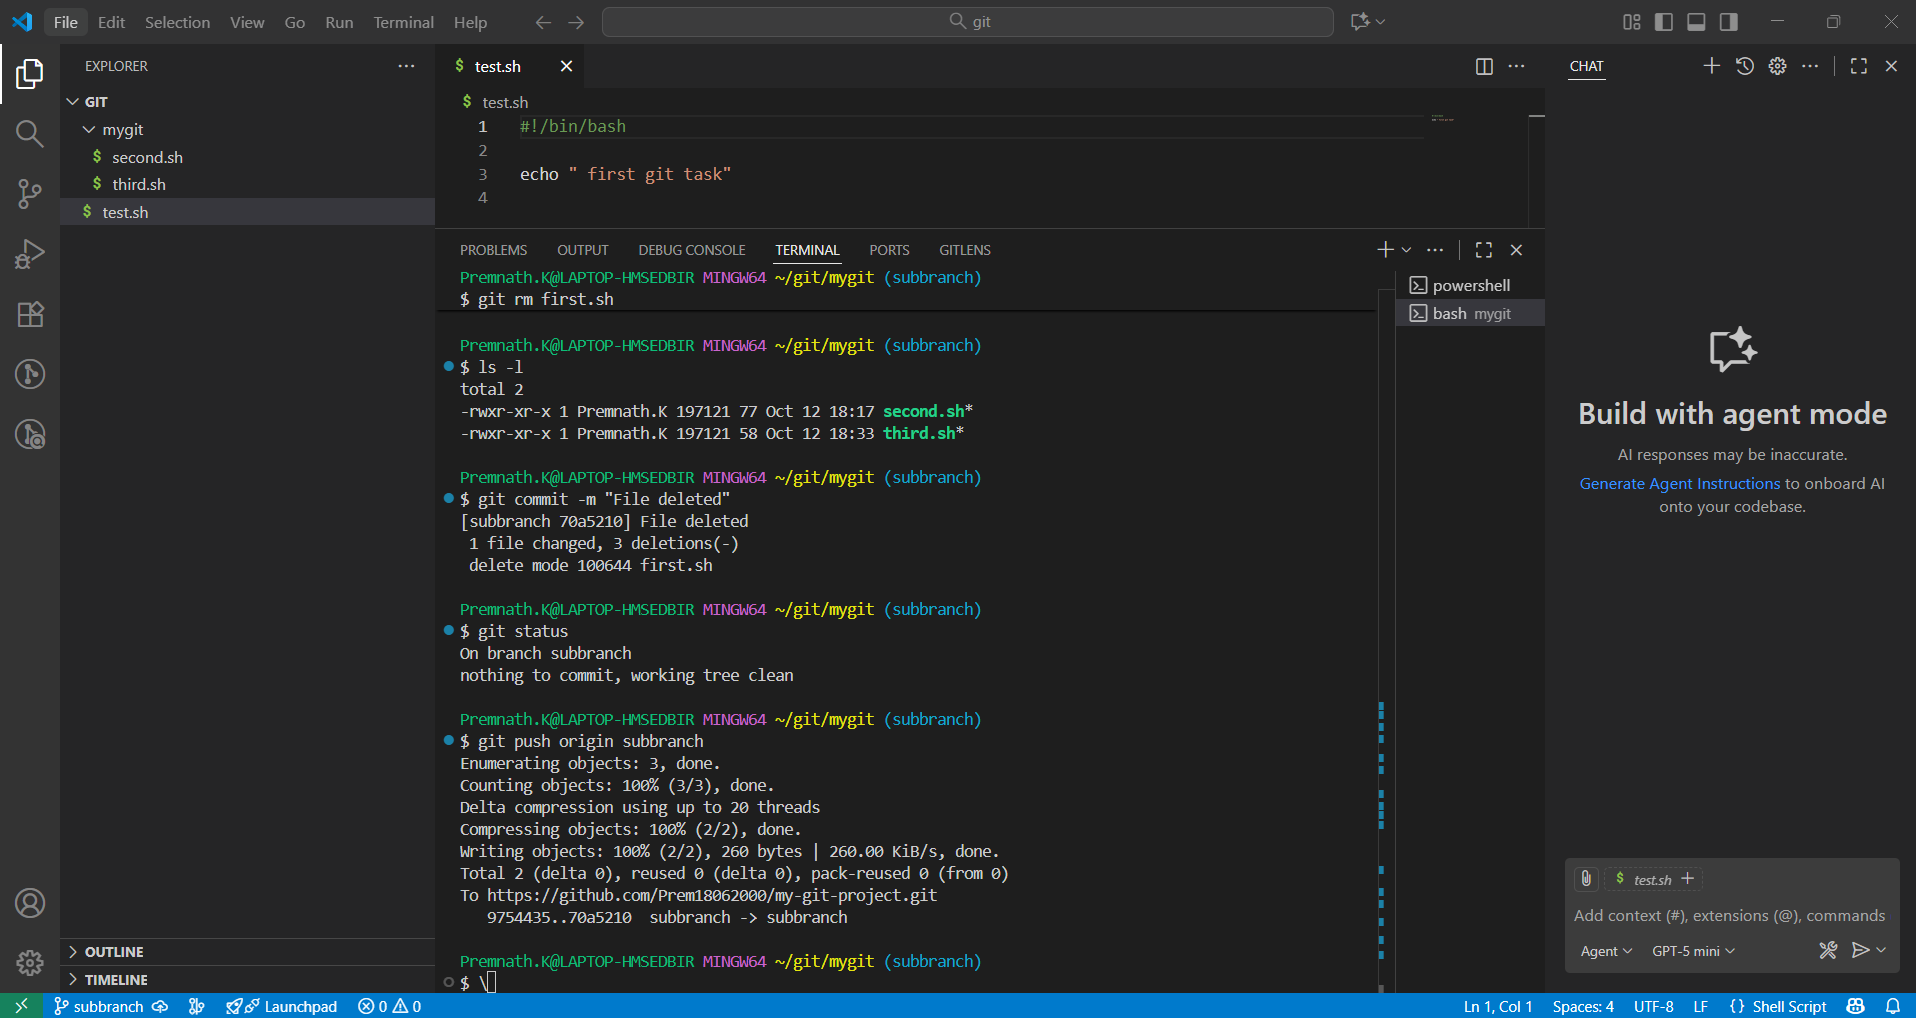 File Edit Selection View Go Run Terminal Help
git
EXPLORER
GIT
mygit
$ second.sh
$ third.sh
$ test.sh
OUTLINE
TIMELINE
$ test.sh
$ test.sh
1 #!/bin/bash
2
3 echo " first git task"
4
PROBLEMS OUTPUT DEBUG CONSOLE TERMINAL PORTS GITLENS
Premnath.K@LAPTOP-HMSEDBIR MINGW64 ~/git/mygit (subbranch)
$ git rm first.sh
Premnath.K@LAPTOP-HMSEDBIR MINGW64 ~/git/mygit (subbranch)
$ ls -l
total 2
-rwxr-xr-x 1 Premnath.K 197121 77 Oct 12 18:17 second.sh*
-rwxr-xr-x 1 Premnath.K 197121 58 Oct 12 18:33 third.sh*
Premnath.K@LAPTOP-HMSEDBIR MINGW64 ~/git/mygit (subbranch)
$ git commit -m "File deleted"
[subbranch 70a5210] File deleted
1 file changed, 3 deletions(-)
delete mode 100644 first.sh
Premnath.K@LAPTOP-HMSEDBIR MINGW64 ~/git/mygit (subbranch)
$ git status
On branch subbranch
nothing to commit, working tree clean
Premnath.K@LAPTOP-HMSEDBIR MINGW64 ~/git/mygit (subbranch)
$ git push origin subbranch
Enumerating objects: 3, done.
Counting objects: 100% (3/3), done.
Delta compression using up to 20 threads
Compressing objects: 100% (2/2), done.
Writing objects: 100% (2/2), 260 bytes | 260.00 KiB/s, done.
Total 2 (delta 0), reused 0 (delta 0), pack-reused 0 (from 0)
To https://github.com/Prem18062000/my-git-project.git
9754435..70a5210 subbranch -> subbranch
Premnath.K@LAPTOP-HMSEDBIR MINGW64 ~/git/mygit (subbranch)
$ \
powershell
bash mygit
CHAT
Build with agent mode
AI responses may be inaccurate.
Generate Agent Instructions to onboard AI
onto your codebase.
$ test.sh
Add context (#), extensions (@), commands
Agent GPT-5 mini
subbranch Launchpad 0 0 Ln 1, Col 1 Spaces: 4 UTF-8 LF {} Shell Script